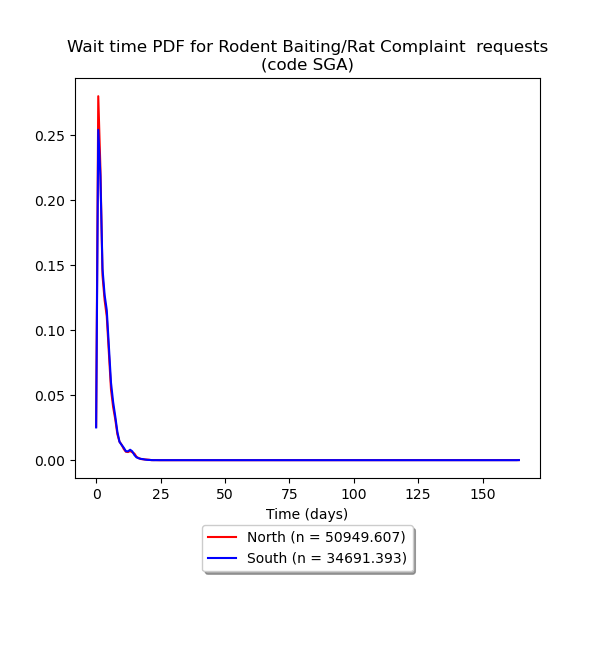 Wait time PDF for Rodent Baiting/Rat Complaint  requests
(code SGA)
0.25
0.20
0.15
0.10
0.05
0.00
0 25 50 75 100 125 150
Time (days)
North (n = 50949.607)
South (n = 34691.393)